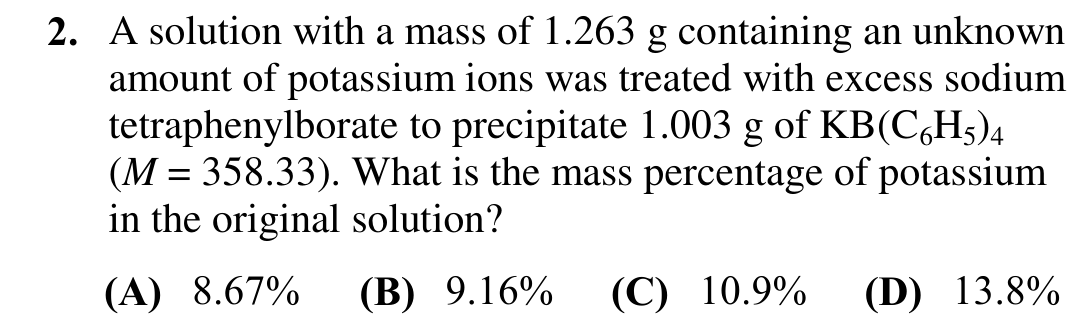 2. A solution with a mass of 1.263 g containing an unknown
amount of potassium ions was treated with excess sodium
tetraphenylborate to precipitate 1.003 g of KB(C₆H₅)₄
(M = 358.33). What is the mass percentage of potassium
in the original solution?
(A) 8.67% (B) 9.16% (C) 10.9% (D) 13.8%